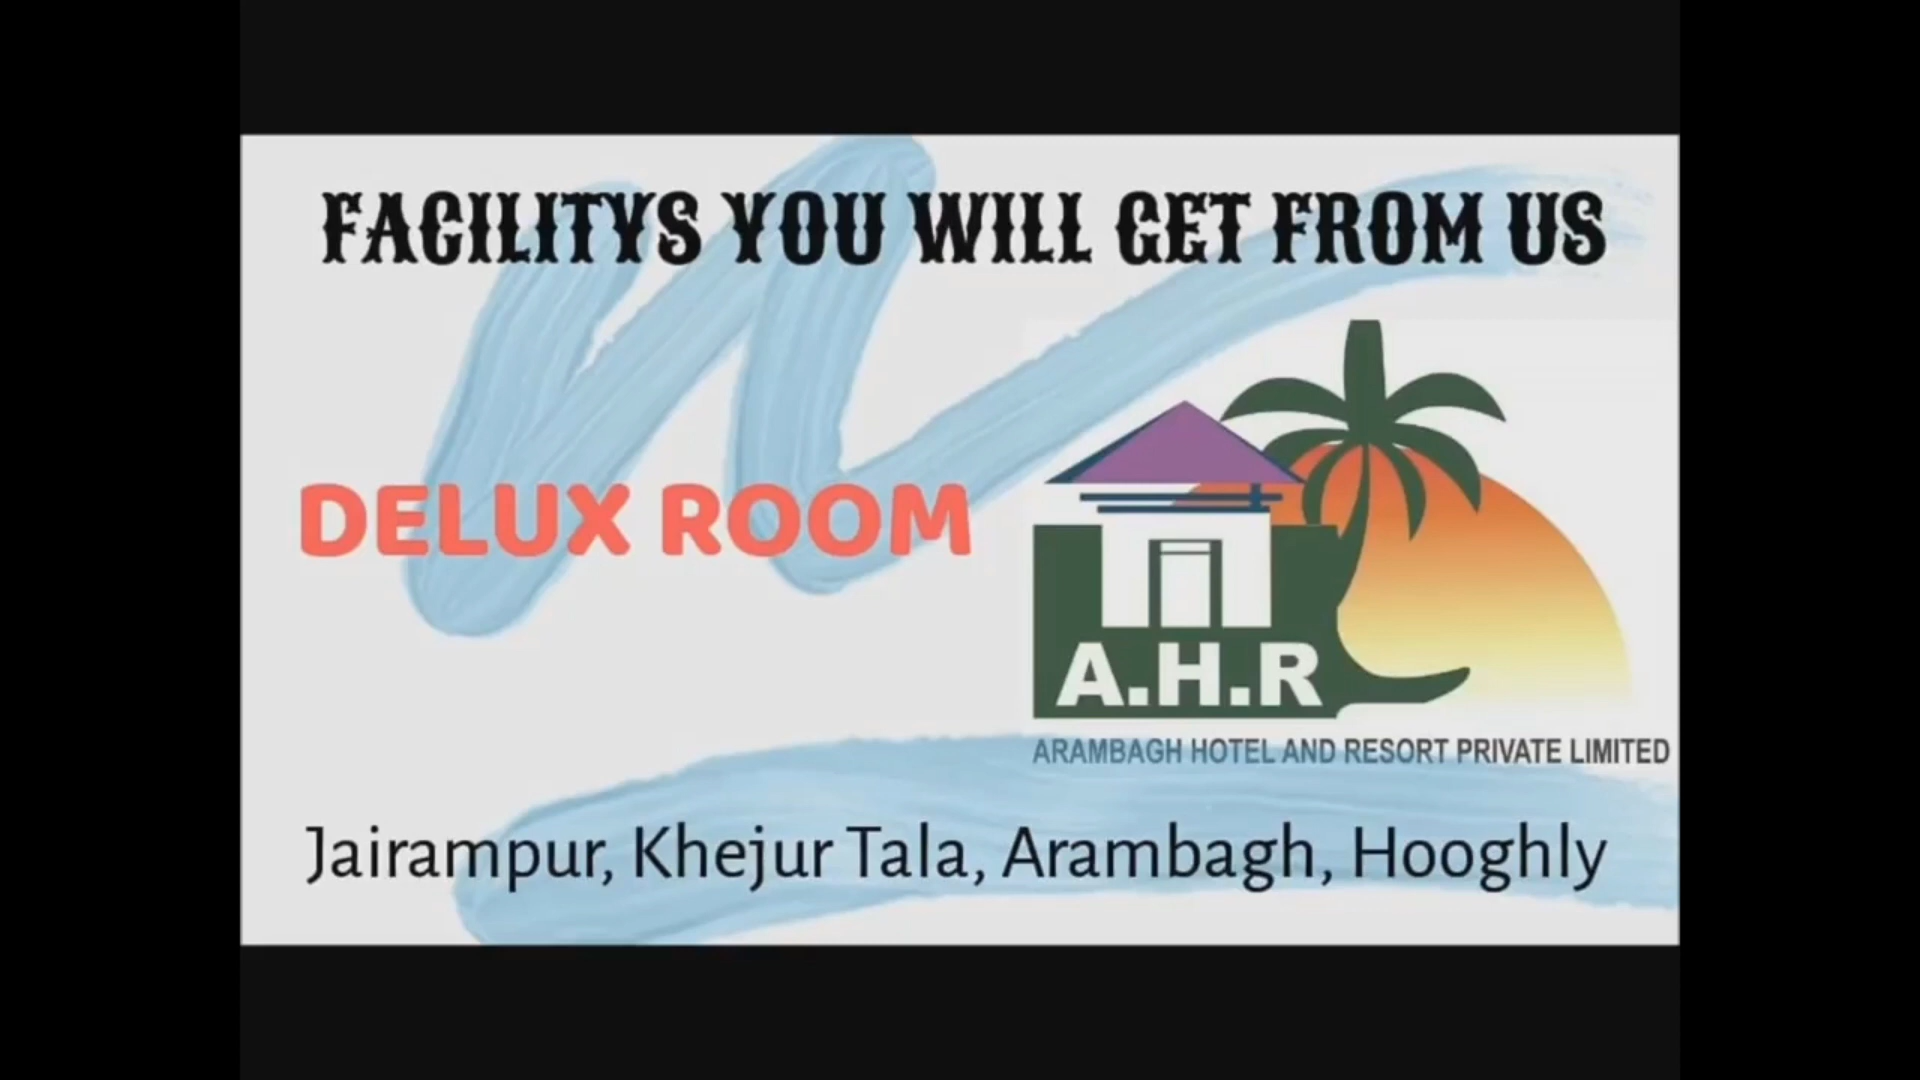 FACILITYS YOU WILL GET FROM US
DELUX ROOM
A.H.R
ARAMBAGH HOTEL AND RESORT PRIVATE LIMITED
Jairampur, Khejur Tala, Arambagh, Hooghly